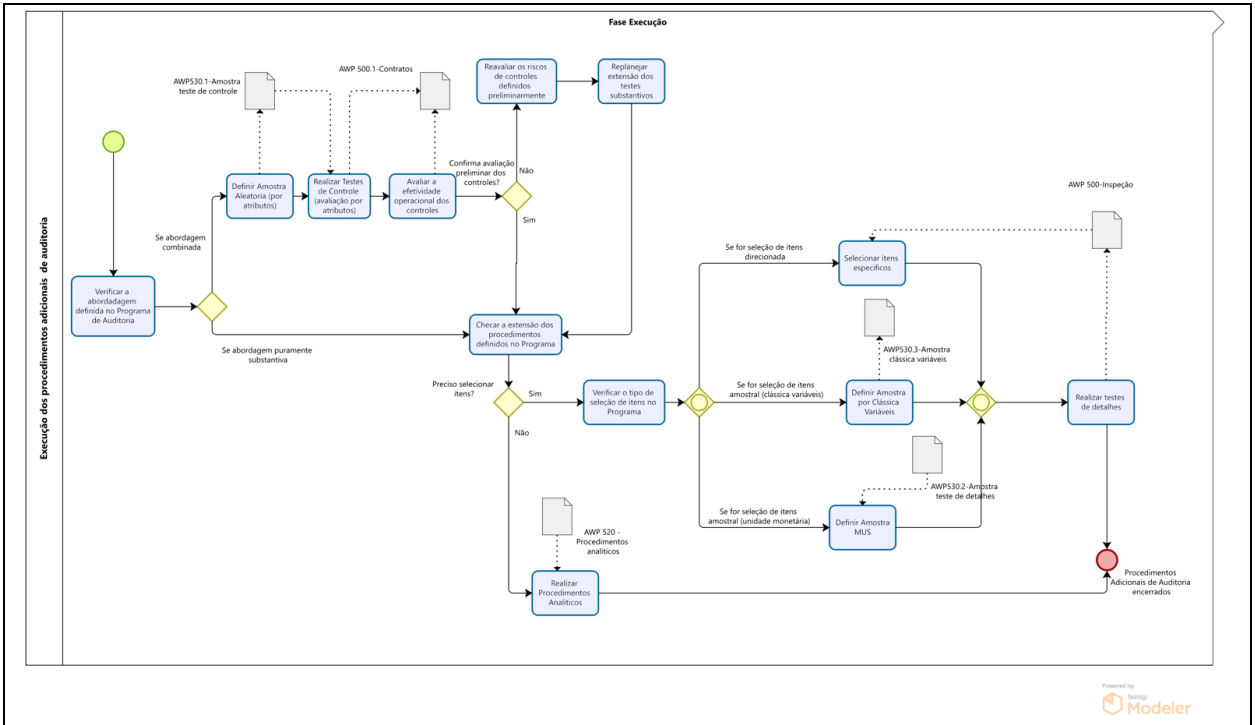 Fase Execução
Execução dos procedimentos adicionais de auditoria
AWP530.1-Amostra
teste de controle
AWP 500.1-Contratos
Reavaliar os riscos
de controles
definidos
preliminarmente
Replanejar
extensão dos
testes
substantivos
Definir Amostra
Aleatoria (por
atributos)
Realizar Testes
de Controle
(avaliação por
atributos)
Avaliar a
efetividade
operacional dos
controles
Confirma avaliação
preliminar dos
controles?
Não
Sim
AWP 500-Inspeção
Se abordagem
combinada
Verificar a
abordadagem
definida no Programa
de Auditoria
Se abordagem puramente
substantiva
Checar a extensão dos
procedimentos
definidos no Programa
Se for seleção de itens
direcionada
Selecionar itens
especificos
AWP530.3-Amostra
clássica variáveis
Preciso selecionar
itens?
Sim
Não
Verificar o tipo de
seleção de itens no
Programa
Se for seleção de itens
amostral (clássica variáveis)
Definir Amostra
por Clássica
Variáveis
Realizar testes
de detalhes
AWP530.2-Amostra
teste de detalhes
Se for seleção de itens
amostral (unidade monetária)
Definir Amostra
MUS
AWP 520 -
Procedimentos
analíticos
Realizar
Procedimentos
Analiticos
Procedimentos
Adicionais de Auditoria
encerrados
Powered by
bizagi
Modeler